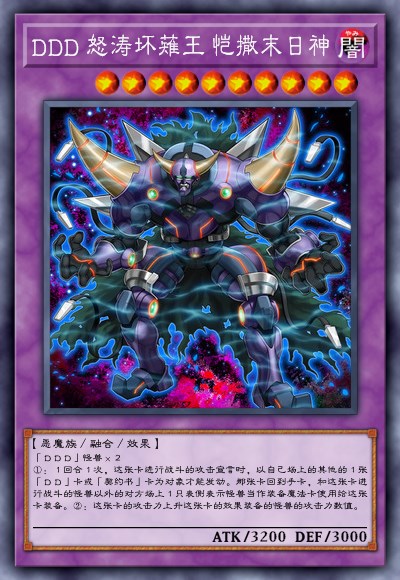 DDD 怒涛坏薙王 恺撒末日神 闇
やみ
【恶魔族／融合／效果】
「DDD」怪兽×2
①：1回合1次，这张卡进行战斗的攻击宣言时，以自己场上的其他的1张
「DD」卡或「契约书」卡为对象才能发动。那张卡回到手卡，和这张卡进
行战斗的怪兽以外的对方场上1只表侧表示怪兽当作装备魔法卡使用给这张
卡装备。②：这张卡的攻击力上升这张卡的效果装备的怪兽的攻击力数值。
ATK/3200 DEF/3000